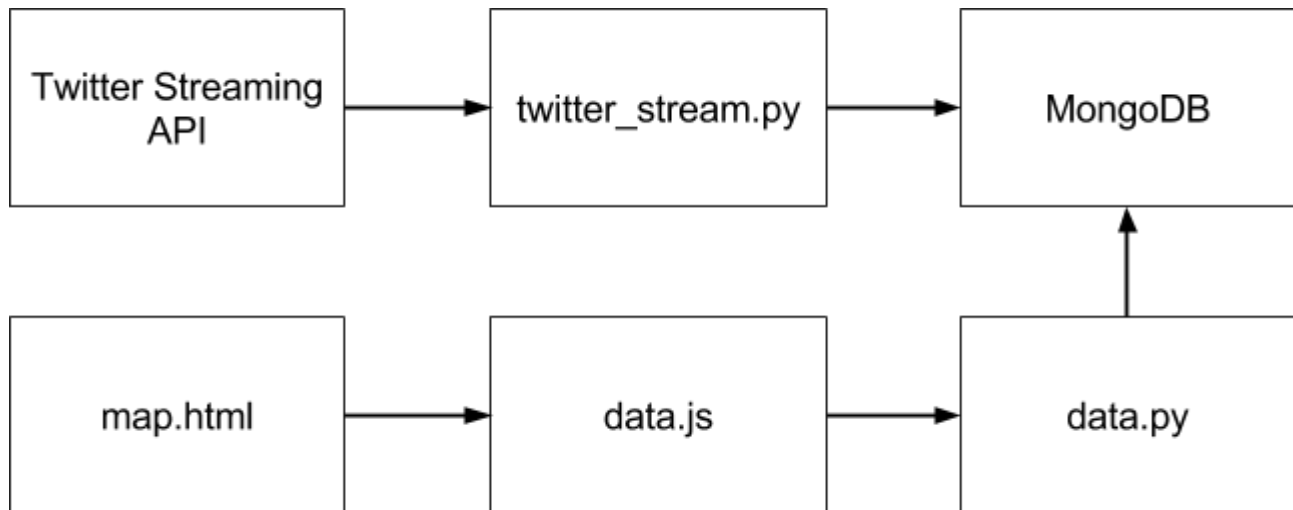 Twitter Streaming
API
twitter_stream.py
MongoDB
map.html
data.js
data.py